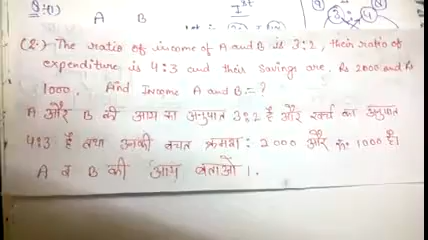 A B
(2.) The ratio of income of A and B is 3:2, their ratio of
expenditure is 4:3 and their savings are, Rs 2000 and Rs
1000. And Income A and B = ?
A और B की आय का अनुपात 3:2 है और खर्च का अनुपात
4:3 है तथा उनकी बचत क्रमशः 2000 और रू. 1000 है।
A व B की आय बताओ।.